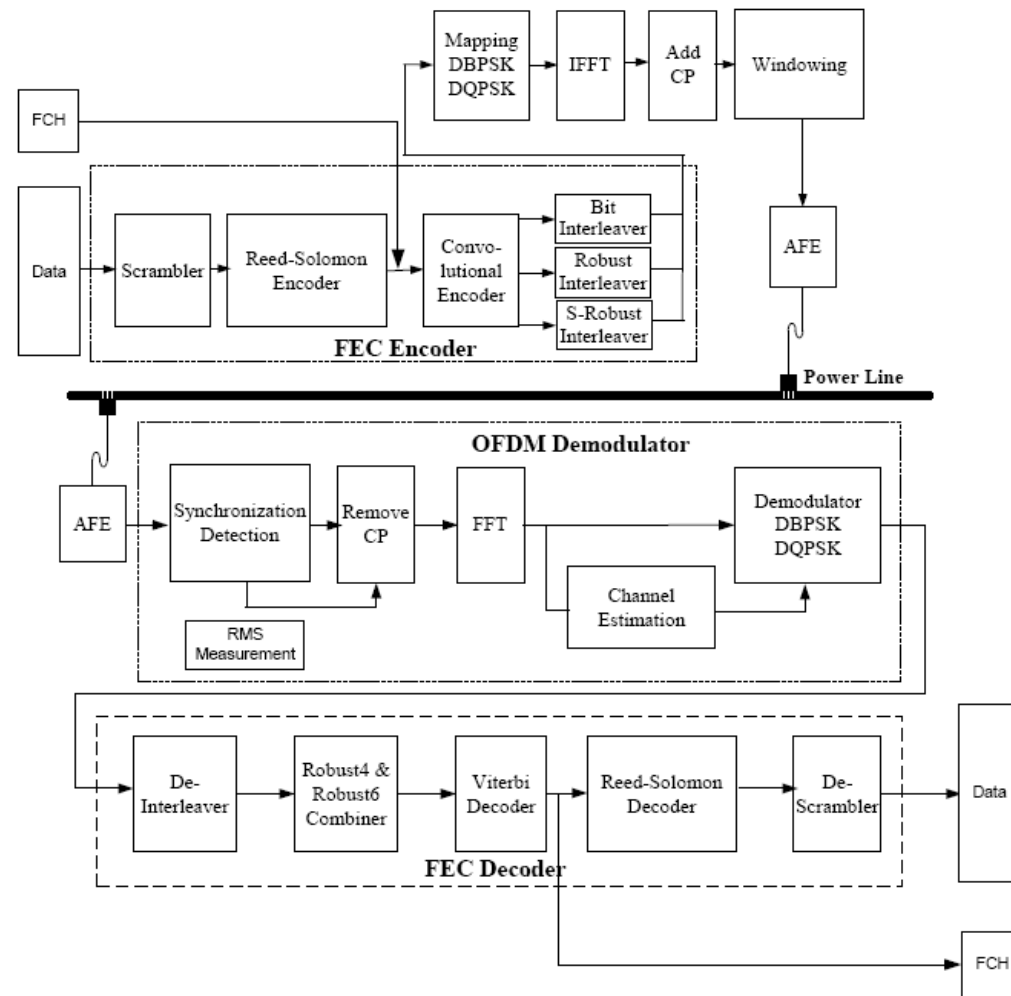 Mapping
DBPSK
DQPSK
IFFT
Add
CP
Windowing
FCH
Data
Scrambler
Reed-Solomon
Encoder
Convo-
lutional
Encoder
Bit
Interleaver
Robust
Interleaver
S-Robust
Interleaver
FEC Encoder
AFE
Power Line
OFDM Demodulator
AFE
Synchronization
Detection
Remove
CP
FFT
Demodulator
DBPSK
DQPSK
Channel
Estimation
RMS
Measurement
De-
Interleaver
Robust4 &
Robust6
Combiner
Viterbi
Decoder
Reed-Solomon
Decoder
De-
Scrambler
Data
FEC Decoder
FCH